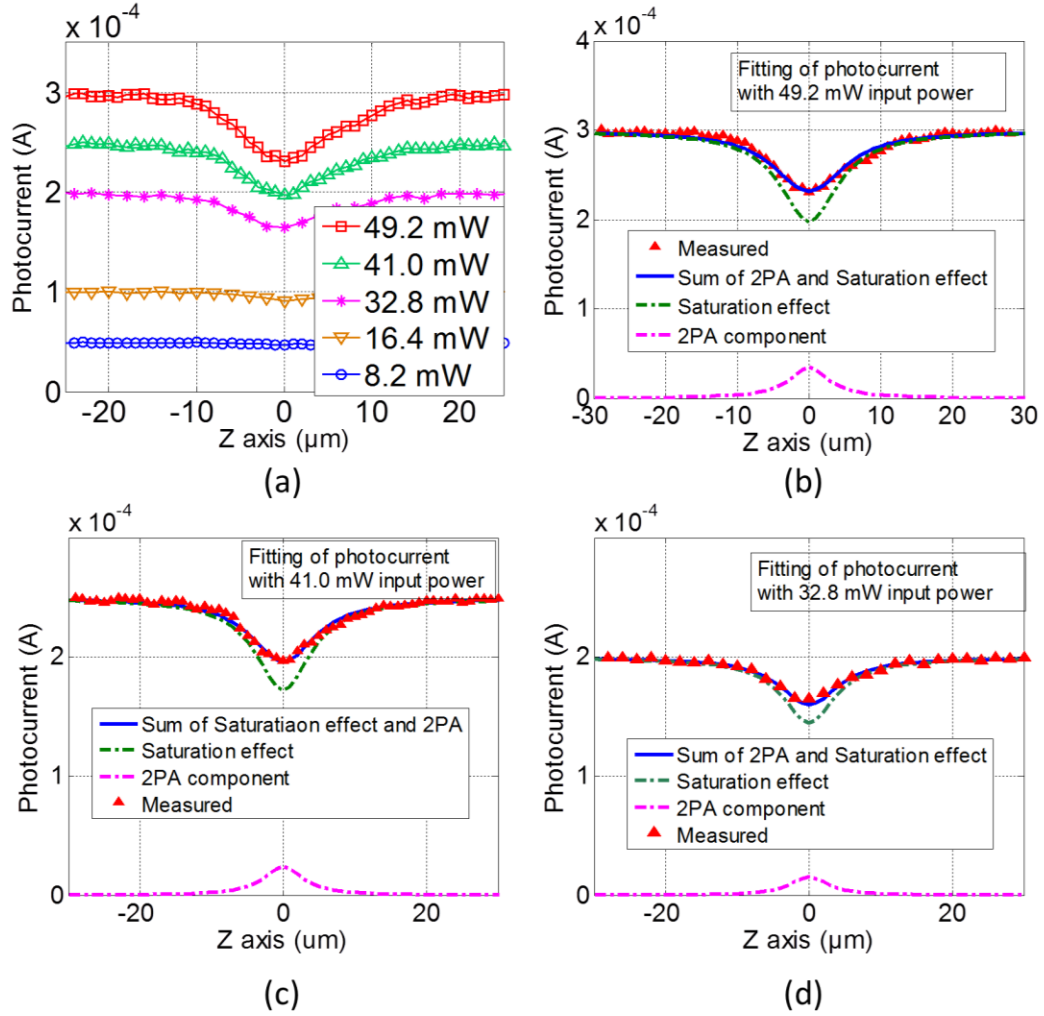 x 10-4
4
3
2
1
0
Photocurrent (A)
-20
-10
0
10
20
Z axis (µm)
49.2 mW
41.0 mW
32.8 mW
16.4 mW
8.2 mW
(a)
x 10-4
4
3
2
1
0
Photocurrent (A)
Fitting of photocurrent
with 49.2 mW input power
Measured
Sum of 2PA and Saturation effect
Saturation effect
2PA component
-30
-20
-10
0
10
20
30
Z axis (um)
(b)
x 10-4
2
1
0
Photocurrent (A)
Fitting of photocurrent
with 41.0 mW input power
Sum of Saturatiaon effect and 2PA
Saturation effect
2PA component
Measured
-20
0
20
Z axis (um)
(c)
x 10-4
2
1
0
Photocurrent (A)
Fitting of photocurrent
with 32.8 mW input power
Sum of 2PA and Saturation effect
Saturation effect
2PA component
Measured
-20
0
20
Z axis (µm)
(d)